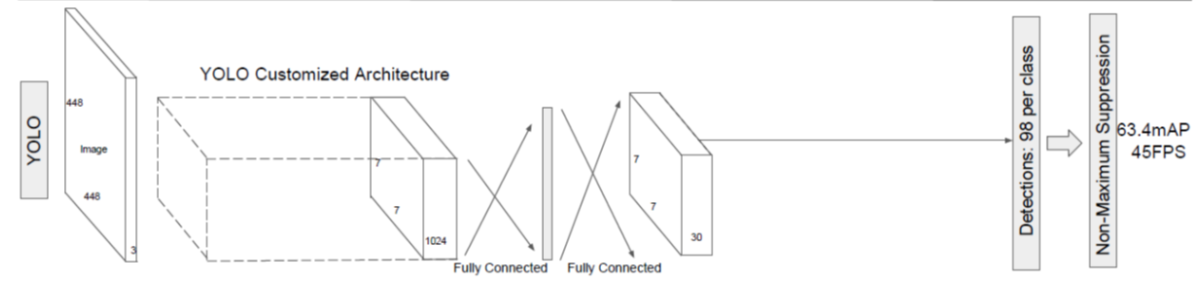 YOLO
448
Image
448
3
YOLO Customized Architecture
7
7
1024
Fully Connected
Fully Connected
7
7
30
Detections: 98 per class
Non-Maximum Suppression
63.4mAP
45FPS